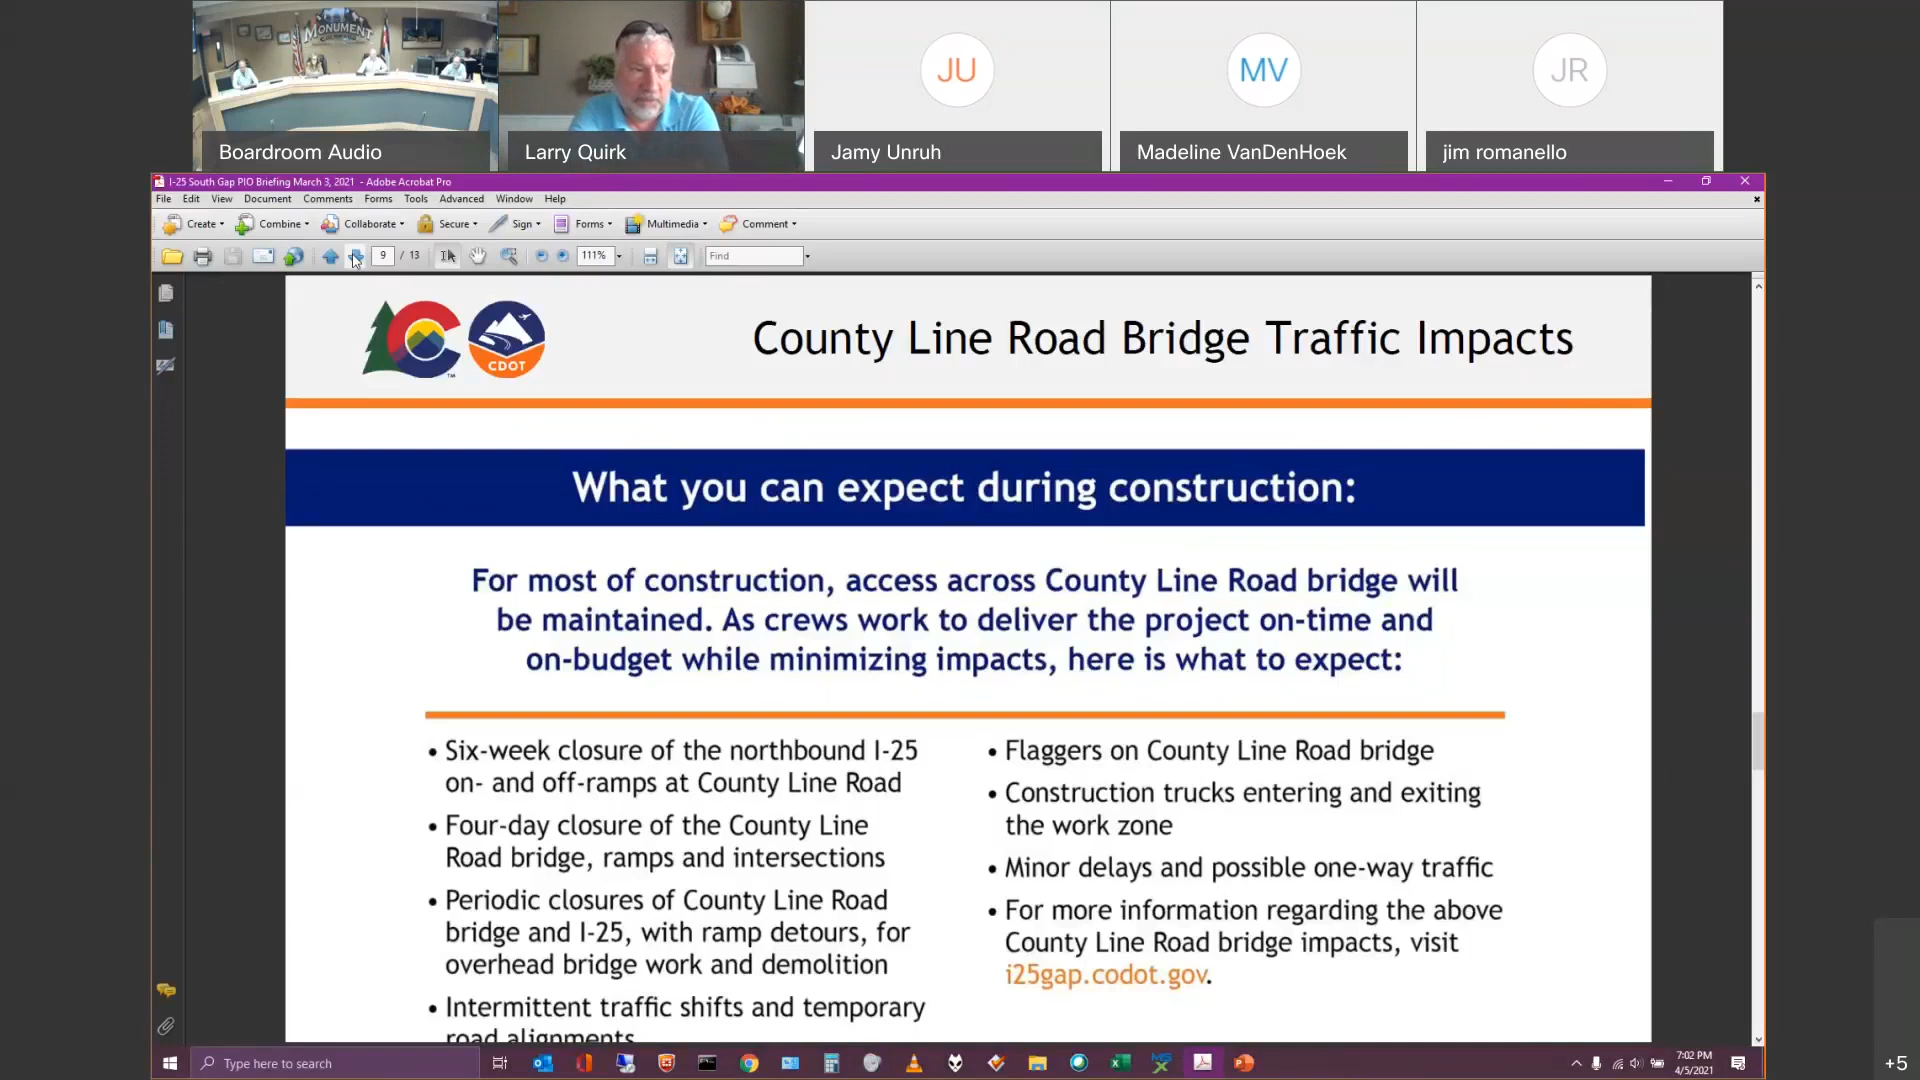 MONUMENT
JU
MV
JR
Boardroom Audio
Larry Quirk
Jamy Unruh
Madeline VanDenHoek
jim romanello
I-25 South Gap PIO Briefing March 3, 2021 - Adobe Acrobat Pro
File Edit View Document Comments Forms Tools Advanced Window Help
Create Combine Collaborate Secure Sign Forms Multimedia Comment
9 / 13 111% Find
CDOT
TM
County Line Road Bridge Traffic Impacts
What you can expect during construction:
For most of construction, access across County Line Road bridge will
be maintained. As crews work to deliver the project on-time and
on-budget while minimizing impacts, here is what to expect:
• Six-week closure of the northbound I-25
on- and off-ramps at County Line Road
• Four-day closure of the County Line
Road bridge, ramps and intersections
• Periodic closures of County Line Road
bridge and I-25, with ramp detours, for
overhead bridge work and demolition
• Intermittent traffic shifts and temporary
road alignments
• Flaggers on County Line Road bridge
• Construction trucks entering and exiting
the work zone
• Minor delays and possible one-way traffic
• For more information regarding the above
County Line Road bridge impacts, visit
i25gap.codot.gov.
Type here to search
7:02 PM
4/5/2021
+5